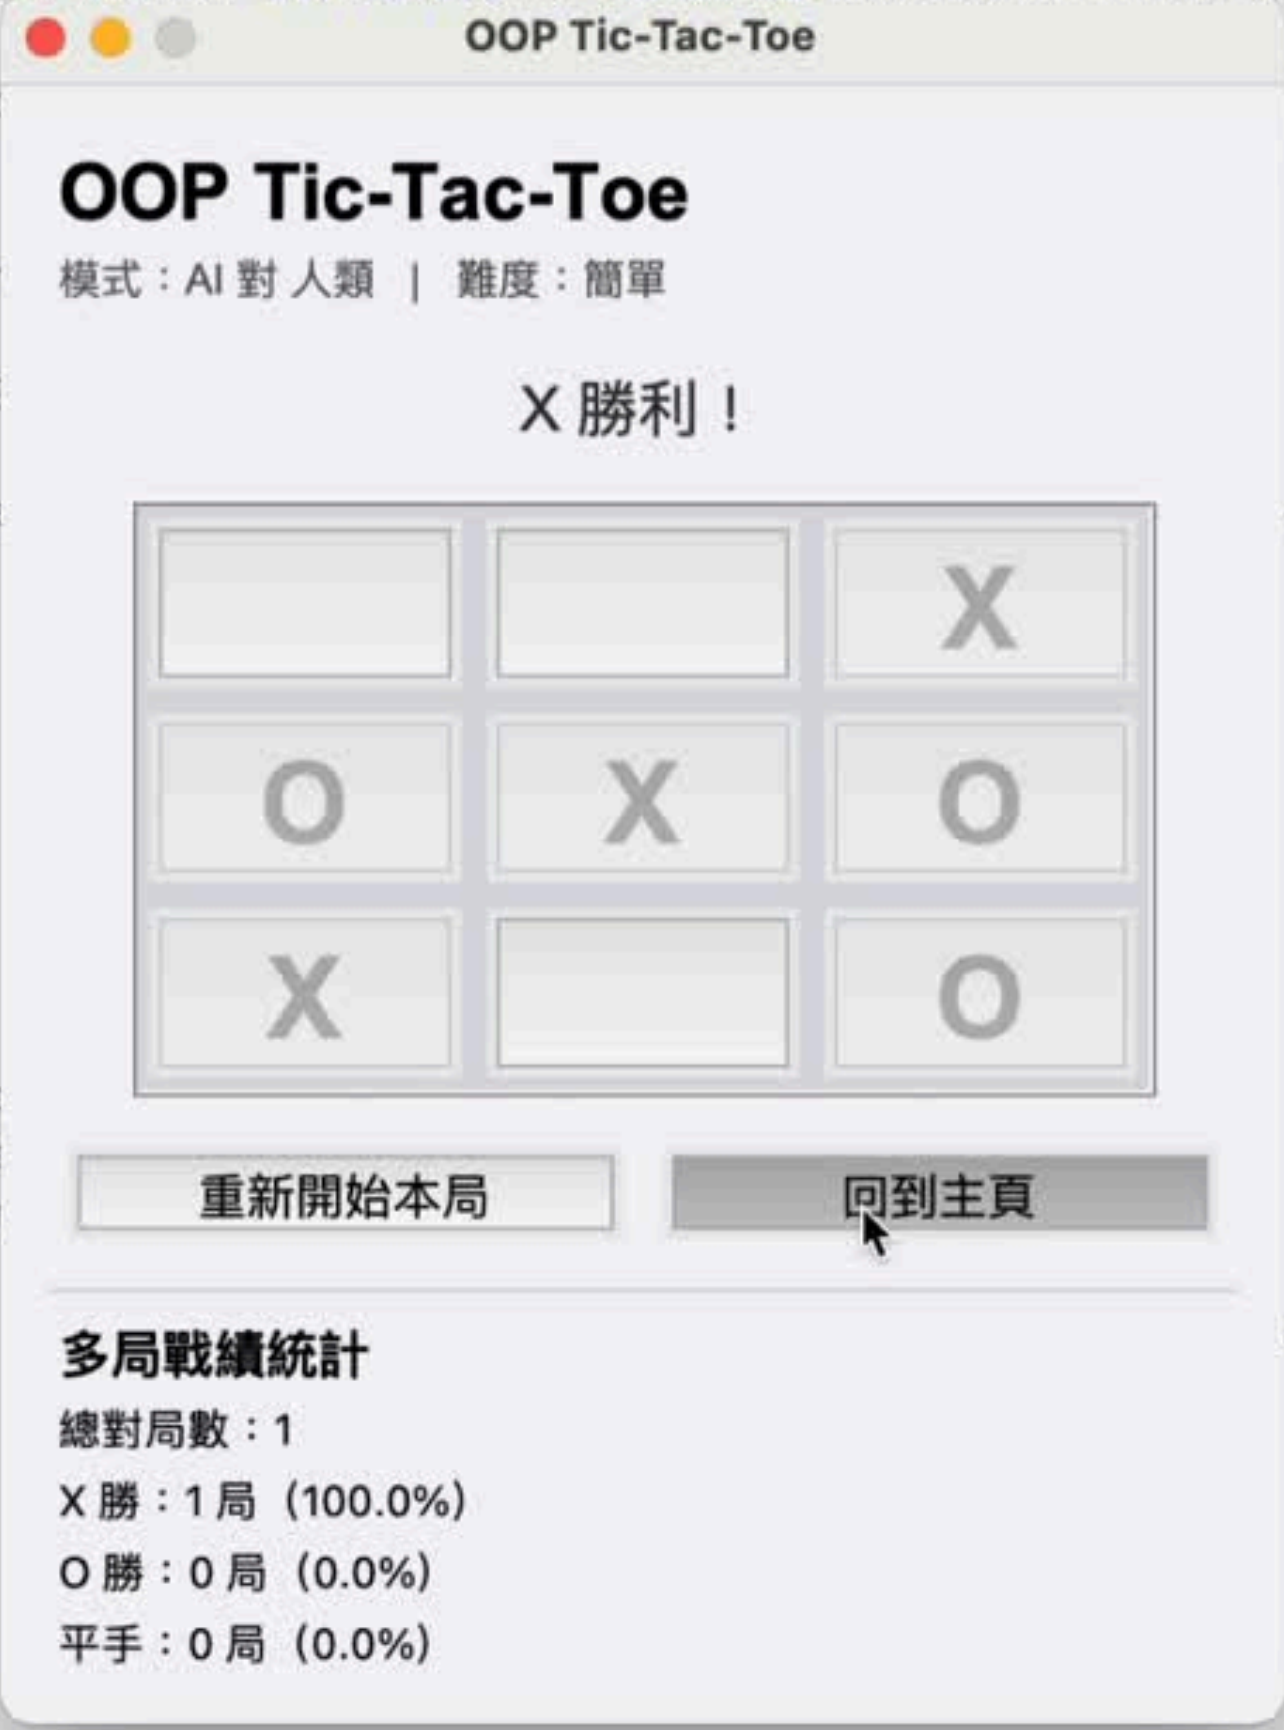 OOP Tic-Tac-Toe
OOP Tic-Tac-Toe
模式：AI 對 人類 | 難度：簡單
X 勝利！
X
O X O
X O
重新開始本局 回到主頁
多局戰績統計
總對局數：1
X 勝：1 局（100.0%）
O 勝：0 局（0.0%）
平手：0 局（0.0%）